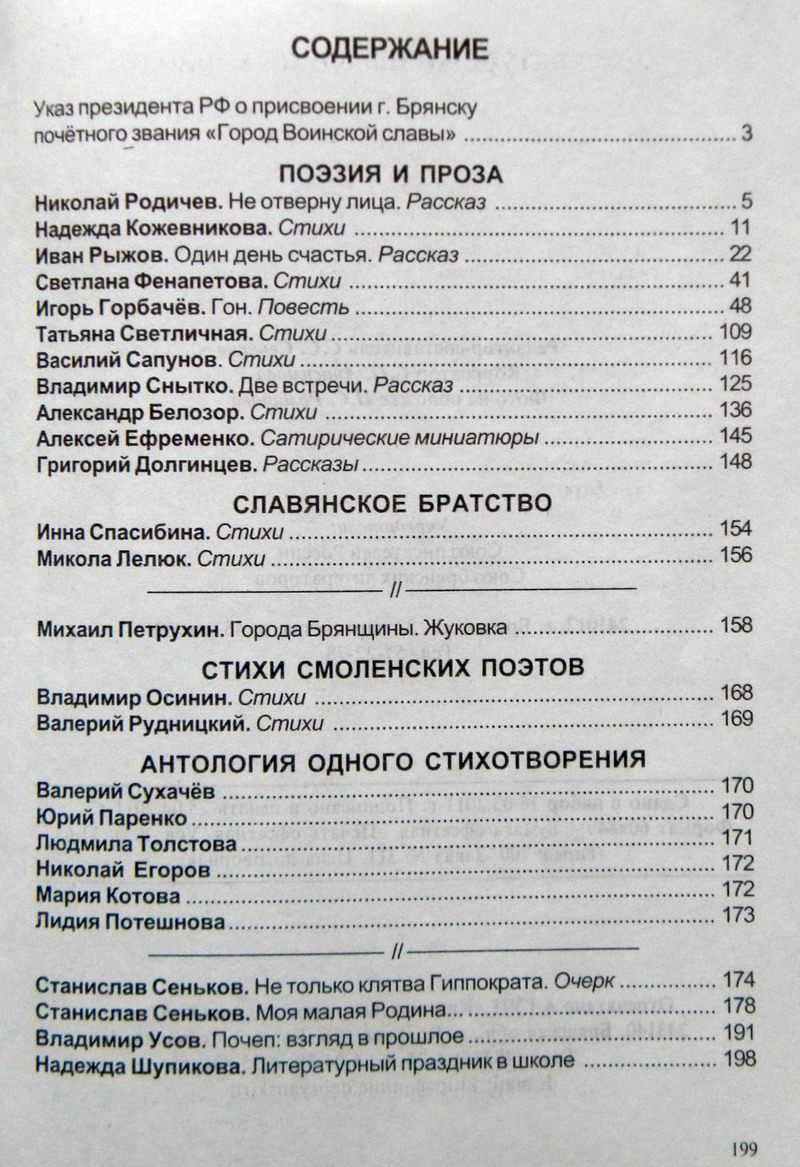 СОДЕРЖАНИЕ
Указ президента РФ о присвоении г. Брянску
почётного звания «Город Воинской славы» ........ 3
ПОЭЗИЯ И ПРОЗА
Николай Родичев. Не отверну лица. Рассказ ........ 5
Надежда Кожевникова. Стихи ........ 11
Иван Рыжов. Один день счастья. Рассказ ........ 22
Светлана Фенапетова. Стихи ........ 41
Игорь Горбачёв. Гон. Повесть ........ 48
Татьяна Светличная. Стихи ........ 109
Василий Сапунов. Стихи ........ 116
Владимир Снытко. Две встречи. Рассказ ........ 125
Александр Белозор. Стихи ........ 136
Алексей Ефременко. Сатирические миниатюры ........ 145
Григорий Долгинцев. Рассказы ........ 148
СЛАВЯНСКОЕ БРАТСТВО
Инна Спасибина. Стихи ........ 154
Микола Лелюк. Стихи ........ 156
//
Михаил Петрухин. Города Брянщины. Жуковка ........ 158
СТИХИ СМОЛЕНСКИХ ПОЭТОВ
Владимир Осинин. Стихи ........ 168
Валерий Рудницкий. Стихи ........ 169
АНТОЛОГИЯ ОДНОГО СТИХОТВОРЕНИЯ
Валерий Сухачёв ........ 170
Юрий Паренко ........ 170
Людмила Толстова ........ 171
Николай Егоров ........ 172
Мария Котова ........ 172
Лидия Потешнова ........ 173
//
Станислав Сеньков. Не только клятва Гиппократа. Очерк ........ 174
Станислав Сеньков. Моя малая Родина... ........ 178
Владимир Усов. Почеп: взгляд в прошлое ........ 191
Надежда Шупикова. Литературный праздник в школе ........ 198
199